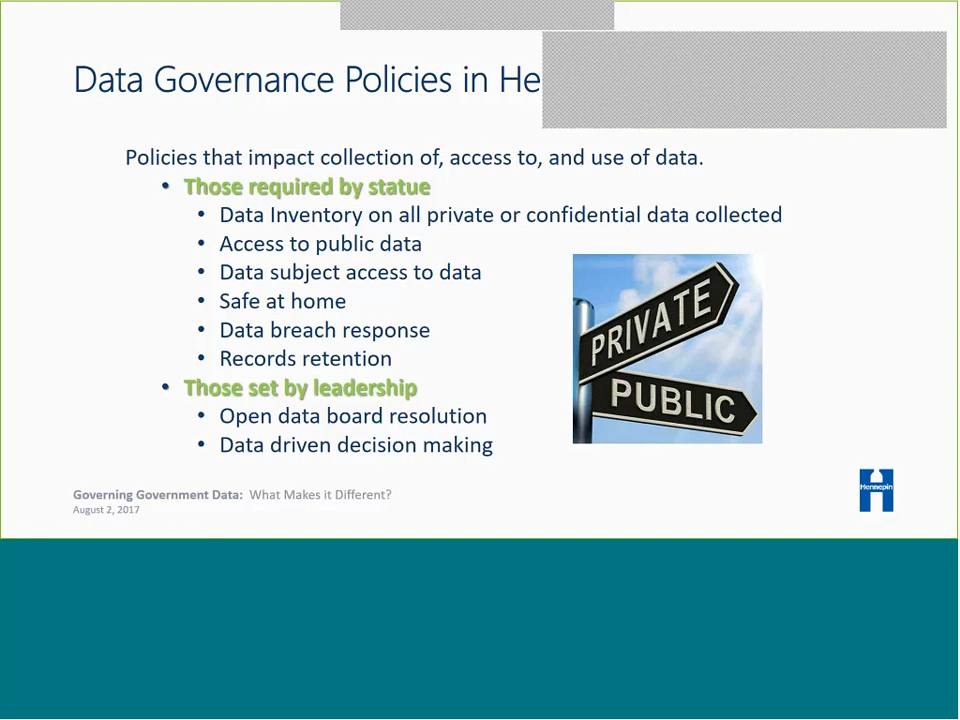 Data Governance Policies in He
Policies that impact collection of, access to, and use of data.
• Those required by statue
• Data Inventory on all private or confidential data collected
• Access to public data
• Data subject access to data
• Safe at home
• Data breach response
• Records retention
• Those set by leadership
• Open data board resolution
• Data driven decision making
PRIVATE
PUBLIC
Governing Government Data: What Makes it Different?
August 2, 2017
Hennepin